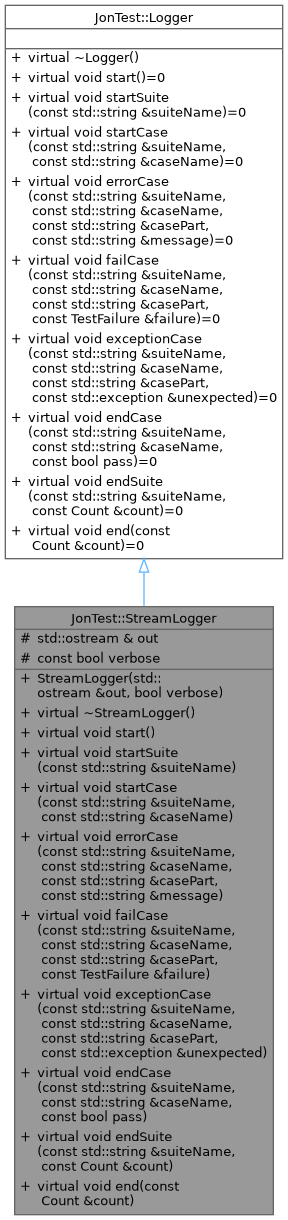 JonTest::Logger
+ virtual ~Logger()
+ virtual void start()=0
+ virtual void startSuite
(const std::string &suiteName)=0
+ virtual void startCase
(const std::string &suiteName,
const std::string &caseName)=0
+ virtual void errorCase
(const std::string &suiteName,
const std::string &caseName,
const std::string &casePart,
const std::string &message)=0
+ virtual void failCase
(const std::string &suiteName,
const std::string &caseName,
const std::string &casePart,
const TestFailure &failure)=0
+ virtual void exceptionCase
(const std::string &suiteName,
const std::string &caseName,
const std::string &casePart,
const std::exception &unexpected)=0
+ virtual void endCase
(const std::string &suiteName,
const std::string &caseName,
const bool pass)=0
+ virtual void endSuite
(const std::string &suiteName,
const Count &count)=0
+ virtual void end(const
Count &count)=0
JonTest::StreamLogger
# std::ostream & out
# const bool verbose
+ StreamLogger(std::
ostream &out, bool verbose)
+ virtual ~StreamLogger()
+ virtual void start()
+ virtual void startSuite
(const std::string &suiteName)
+ virtual void startCase
(const std::string &suiteName,
const std::string &caseName)
+ virtual void errorCase
(const std::string &suiteName,
const std::string &caseName,
const std::string &casePart,
const std::string &message)
+ virtual void failCase
(const std::string &suiteName,
const std::string &caseName,
const std::string &casePart,
const TestFailure &failure)
+ virtual void exceptionCase
(const std::string &suiteName,
const std::string &caseName,
const std::string &casePart,
const std::exception &unexpected)
+ virtual void endCase
(const std::string &suiteName,
const std::string &caseName,
const bool pass)
+ virtual void endSuite
(const std::string &suiteName,
const Count &count)
+ virtual void end(const
Count &count)